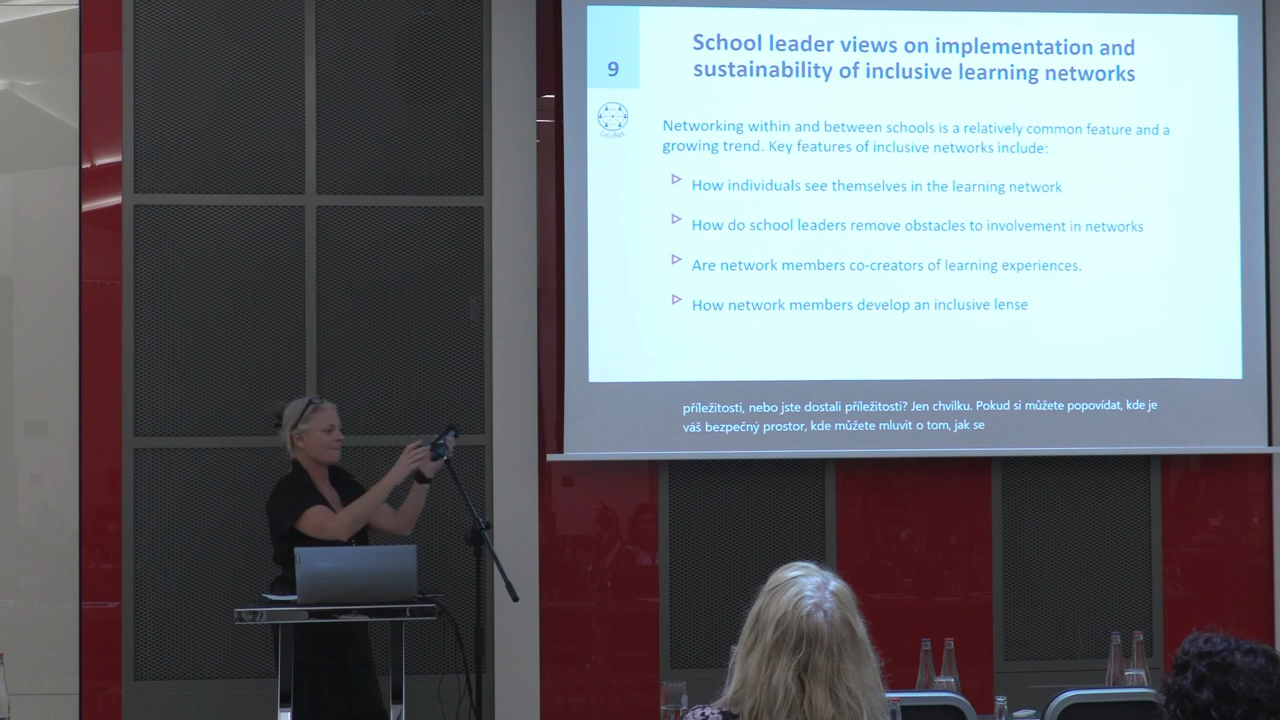 School leader views on implementation and
sustainability of inclusive learning networks
9
Networking within and between schools is a relatively common feature and a
growing trend. Key features of inclusive networks include:
How individuals see themselves in the learning network
How do school leaders remove obstacles to involvement in networks
Are network members co-creators of learning experiences.
How network members develop an inclusive lense
příležitosti, nebo jste dostali příležitosti? Jen chvilku. Pokud si můžete popovídat, kde je
váš bezpečný prostor, kde můžete mluvit o tom, jak se